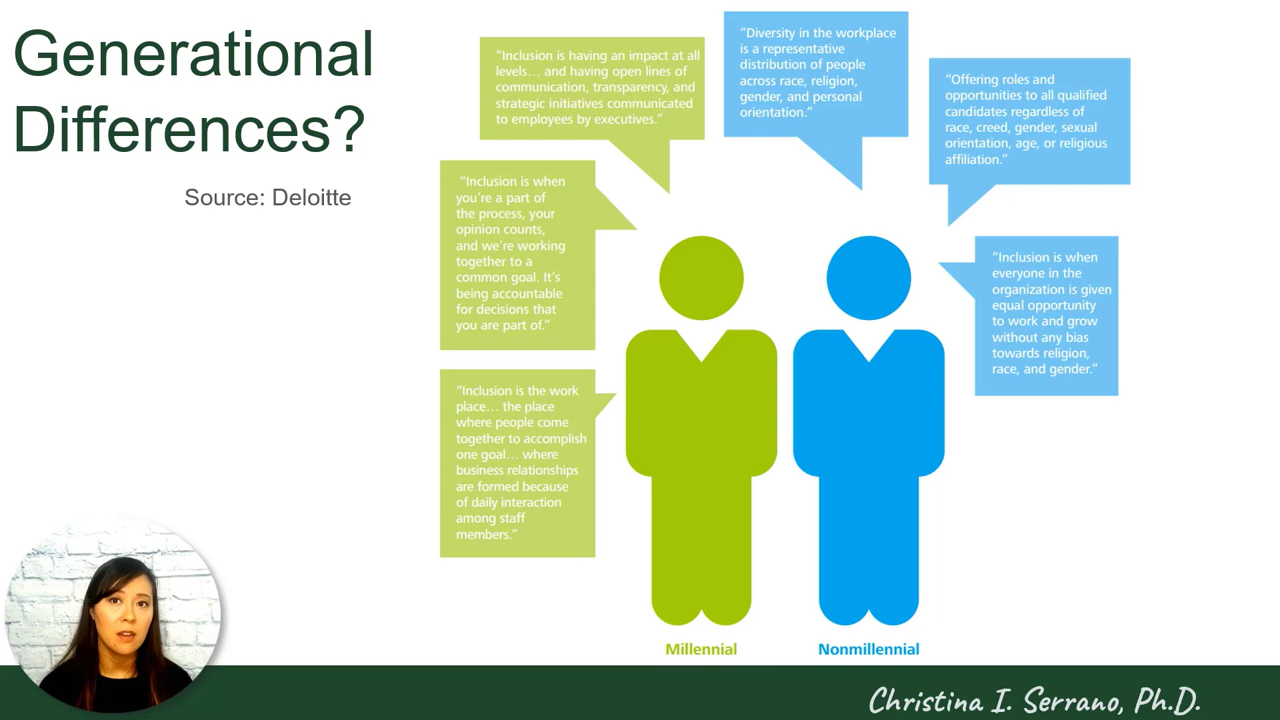 Generational
Differences?
Source: Deloitte
“Inclusion is having an impact at all
levels… and having open lines of
communication, transparency, and
strategic initiatives communicated
to employees by executives.”
“Inclusion is when
you’re a part of
the process, your
opinion counts,
and we’re working
together to a
common goal. It’s
being accountable
for decisions that
you are part of.”
“Inclusion is the work
place… the place
where people come
together to accomplish
one goal… where
business relationships
are formed because
of daily interaction
among staff
members.”
“Diversity in the workplace
is a representative
distribution of people
across race, religion,
gender, and personal
orientation.”
“Offering roles and
opportunities to all qualified
candidates regardless of
race, creed, gender, sexual
orientation, age, or religious
affiliation.”
“Inclusion is when
everyone in the
organization is given
equal opportunity
to work and grow
without any bias
towards religion,
race, and gender.”
Millennial
Nonmillennial
Christina I. Serrano, Ph.D.